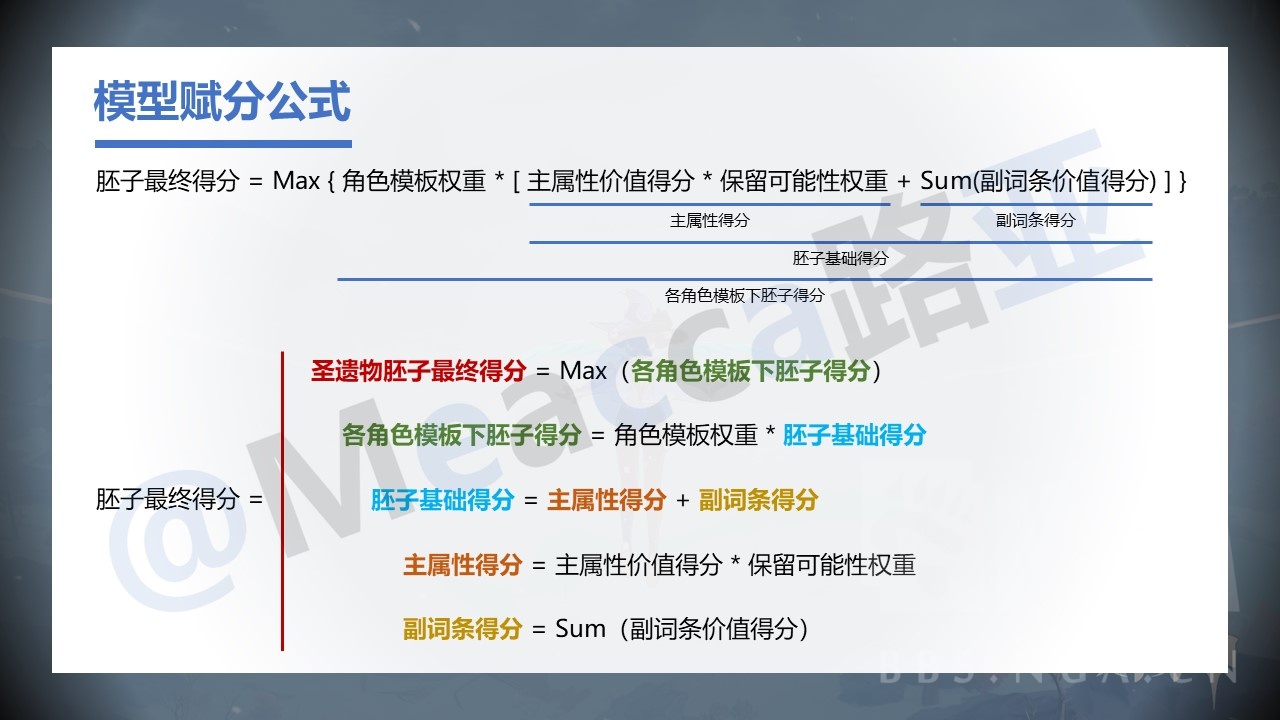 模型赋分公式
胚子最终得分 = Max { 角色模板权重 * [ 主属性价值得分 * 保留可能性权重 + Sum(副词条价值得分) ] }
主属性得分 副词条得分
胚子基础得分
各角色模板下胚子得分
圣遗物胚子最终得分 = Max（各角色模板下胚子得分）
各角色模板下胚子得分 = 角色模板权重 * 胚子基础得分
胚子最终得分 = 胚子基础得分 = 主属性得分 + 副词条得分
主属性得分 = 主属性价值得分 * 保留可能性权重
副词条得分 = Sum（副词条价值得分）
@Meacca路亚
BBS.NGA.CN